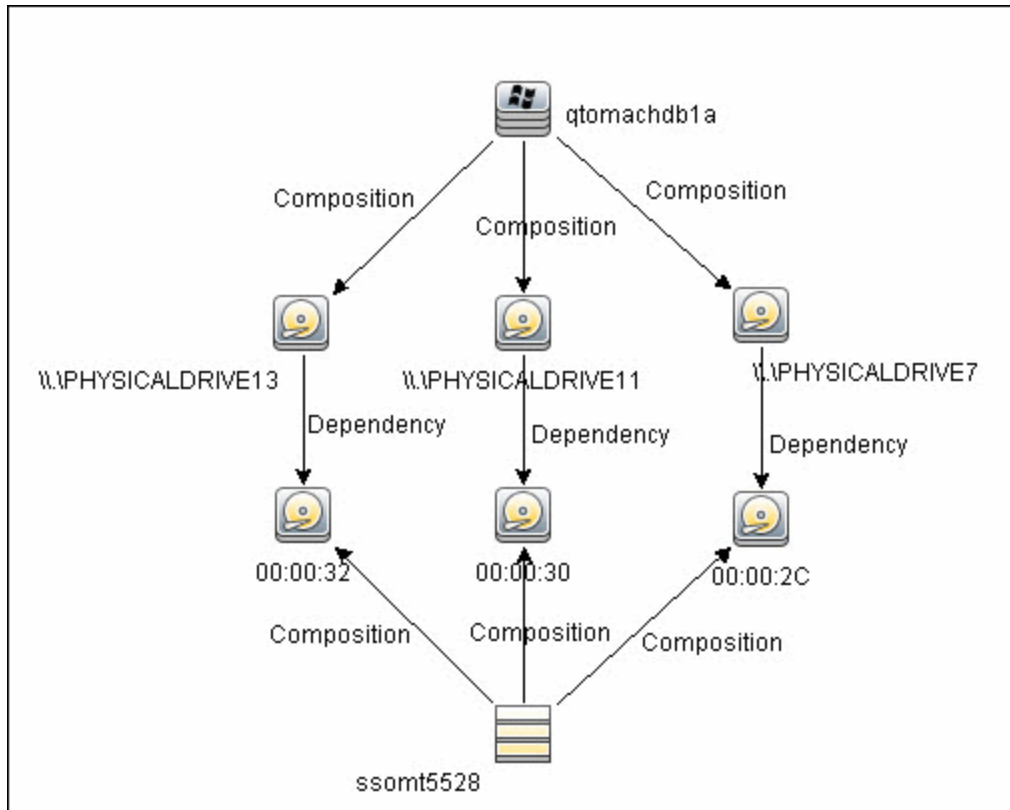 qtomachdb1a
Composition
Composition
Composition
\\.\PHYSICALDRIVE13
\\.\PHYSICALDRIVE11
\\.\PHYSICALDRIVE7
Dependency
Dependency
Dependency
00:00:32
00:00:30
00:00:2C
Composition
Composition
Composition
ssomt5528